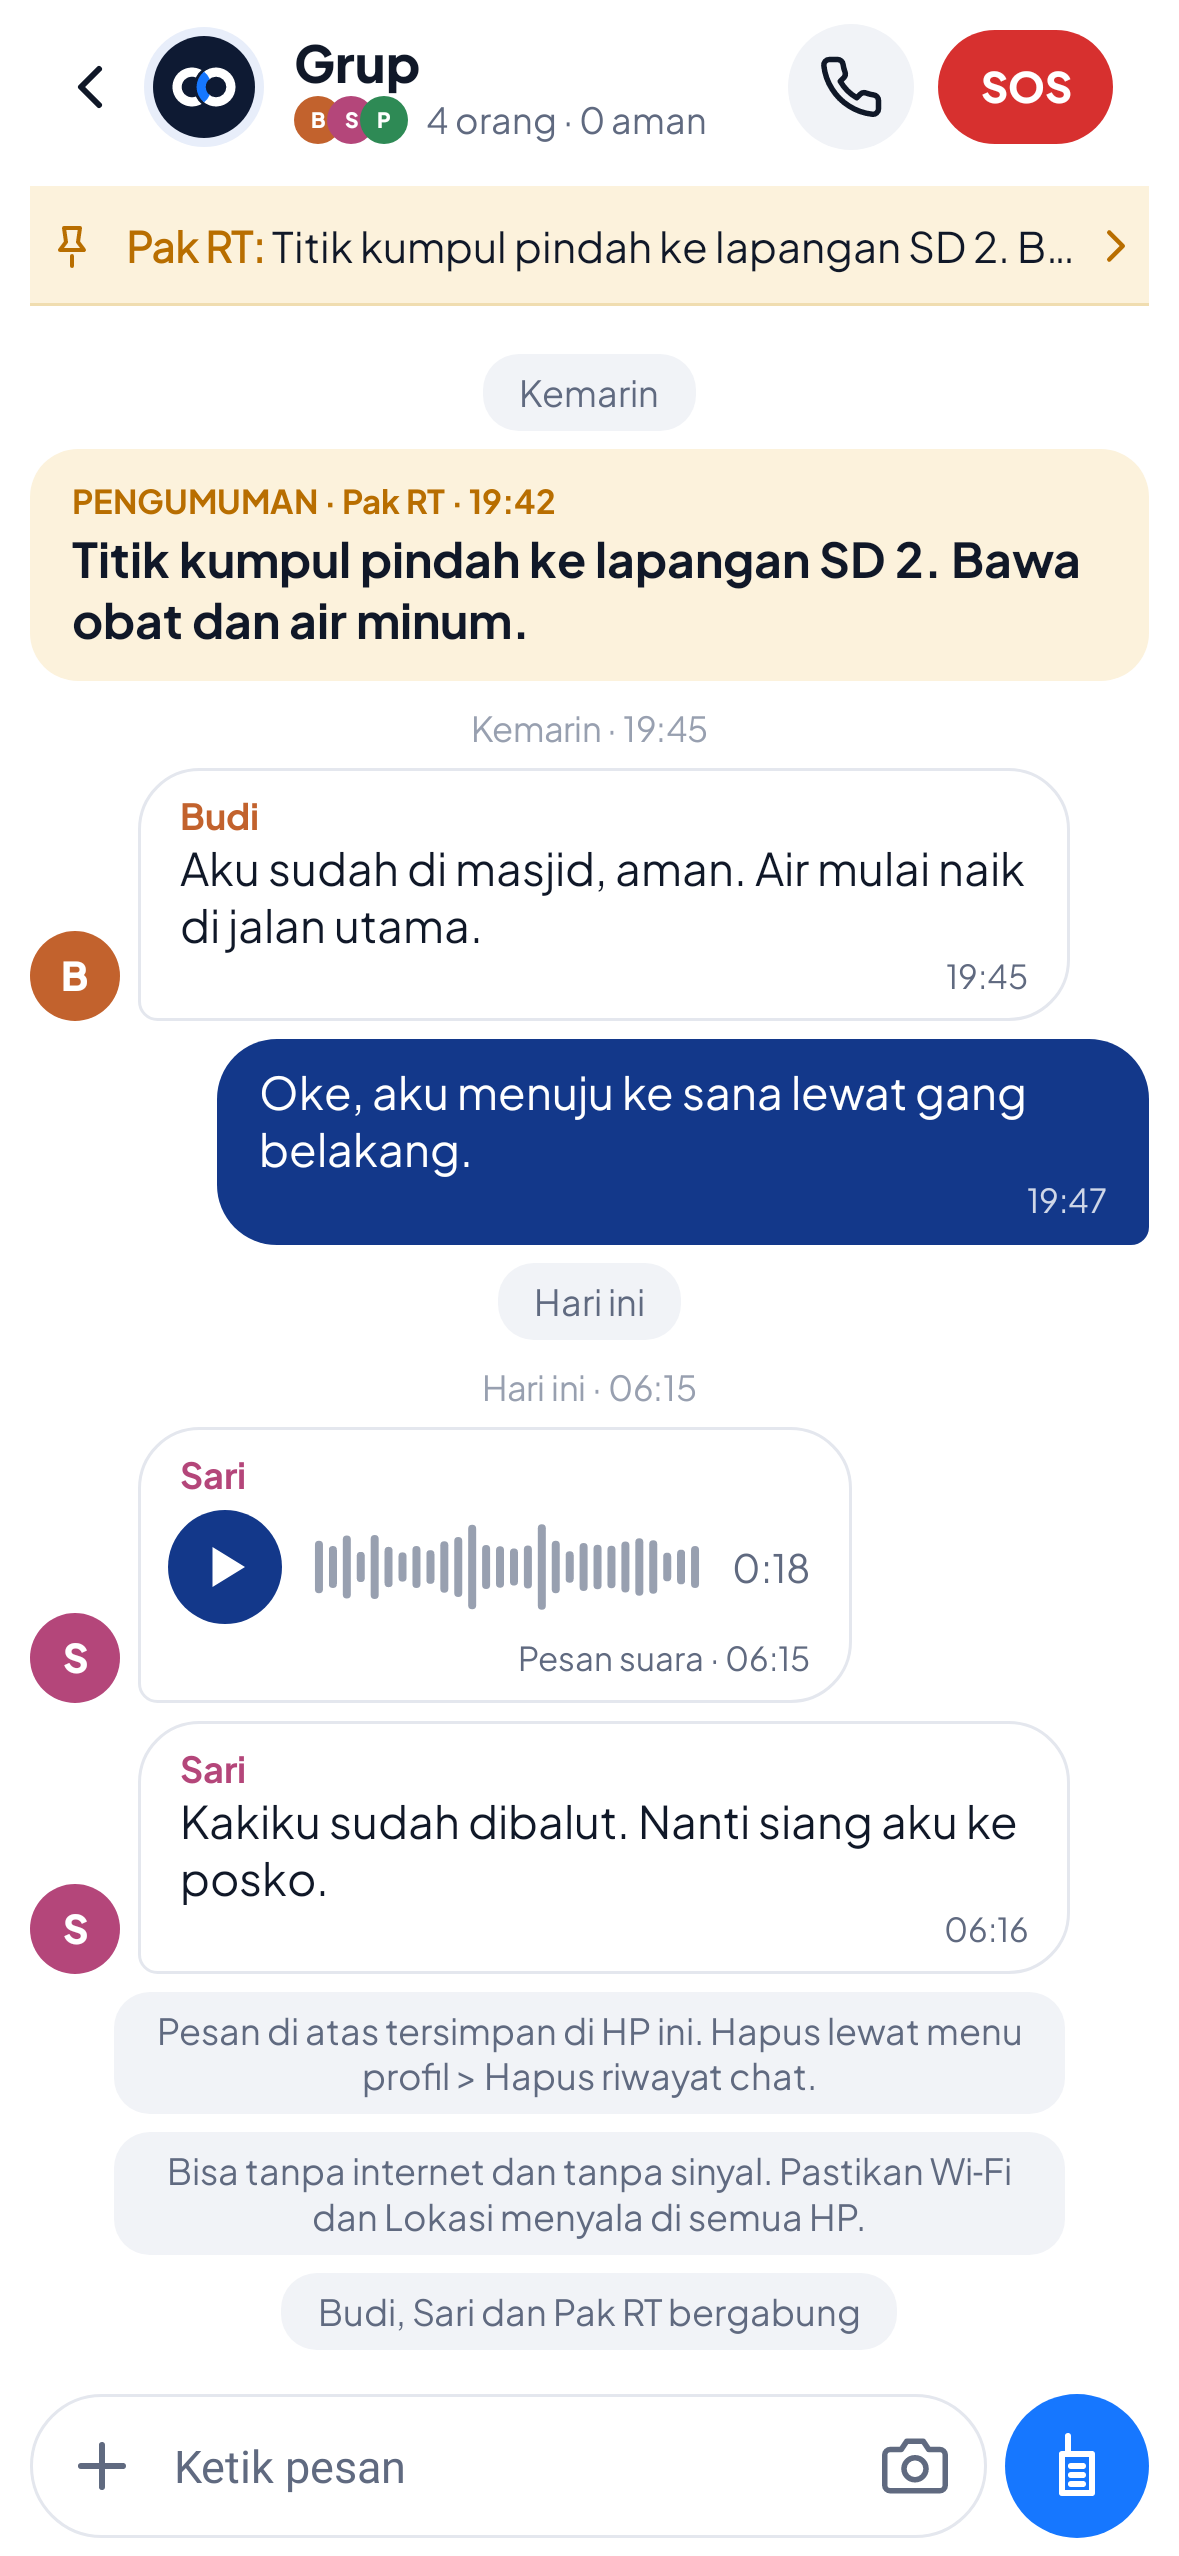 Grup
B S P 4 orang · 0 aman
SOS
Pak RT: Titik kumpul pindah ke lapangan SD 2. B...
Kemarin
PENGUMUMAN · Pak RT · 19:42
Titik kumpul pindah ke lapangan SD 2. Bawa
obat dan air minum.
Kemarin · 19:45
Budi
Aku sudah di masjid, aman. Air mulai naik
di jalan utama.
19:45
B
Oke, aku menuju ke sana lewat gang
belakang.
19:47
Hari ini
Hari ini · 06:15
Sari
0:18
Pesan suara · 06:15
S
Sari
Kakiku sudah dibalut. Nanti siang aku ke
posko.
06:16
S
Pesan di atas tersimpan di HP ini. Hapus lewat menu
profil > Hapus riwayat chat.
Bisa tanpa internet dan tanpa sinyal. Pastikan Wi-Fi
dan Lokasi menyala di semua HP.
Budi, Sari dan Pak RT bergabung
Ketik pesan